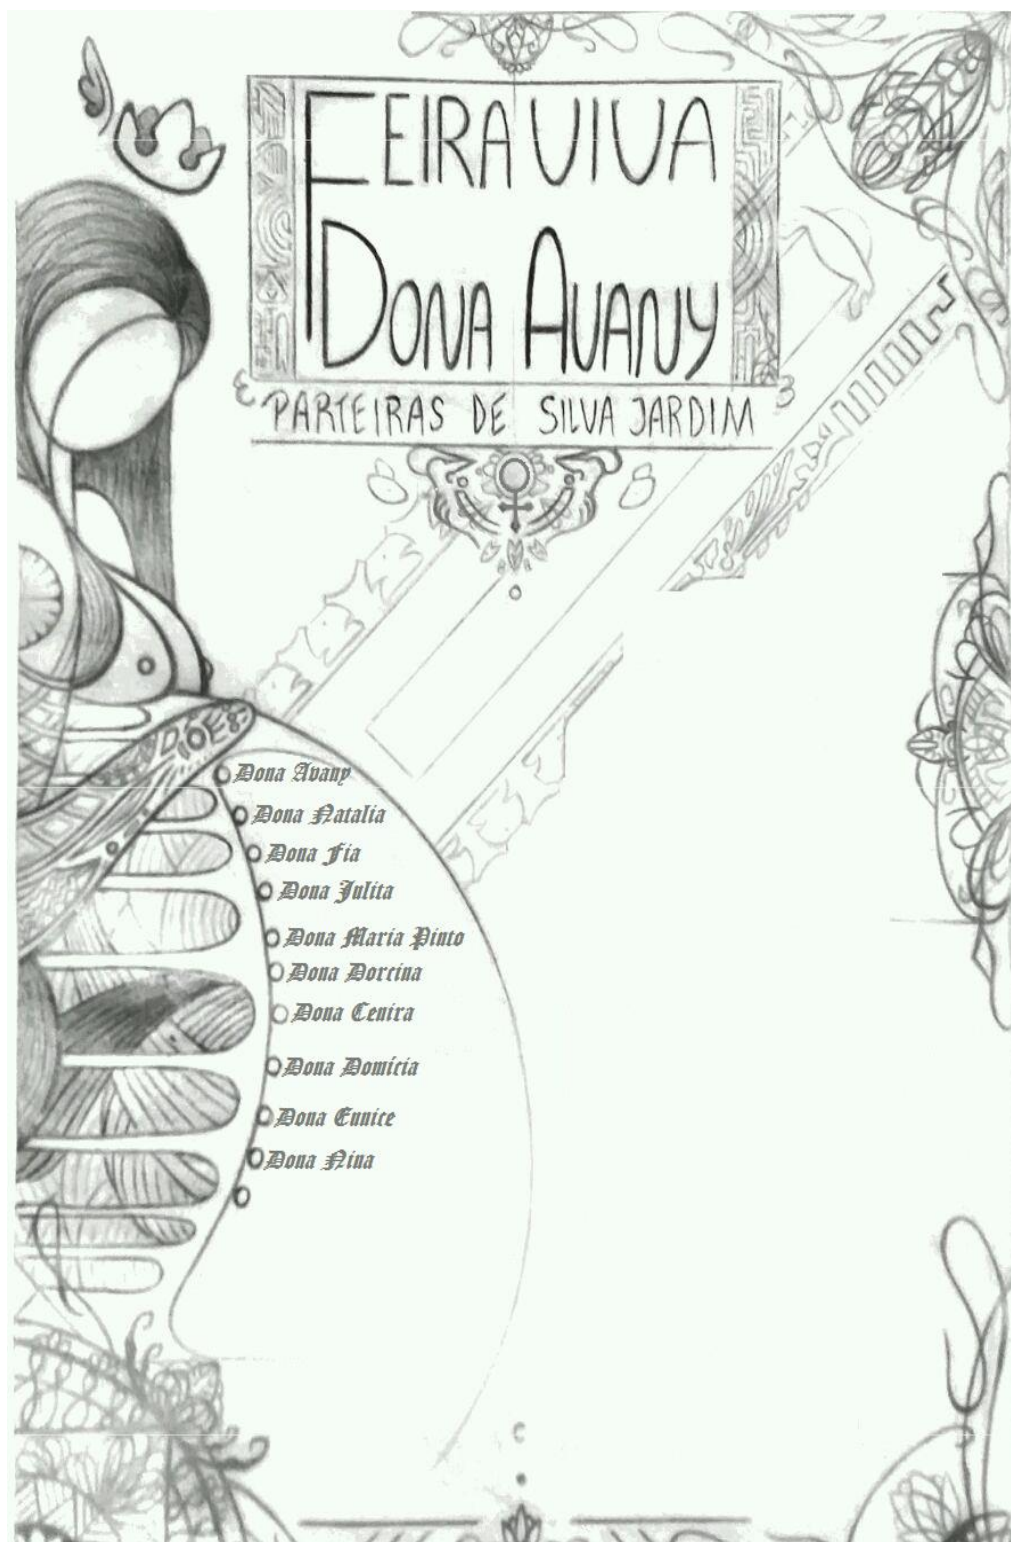 FEIRA VIVA
DONA AVANY
PARTEIRAS DE SILVA JARDIM
Dona Avany
Dona Natalia
Dona Fia
Dona Julita
Dona Maria Pinto
Dona Dorcina
Dona Cenira
Dona Domícia
Dona Eunice
Dona Nina